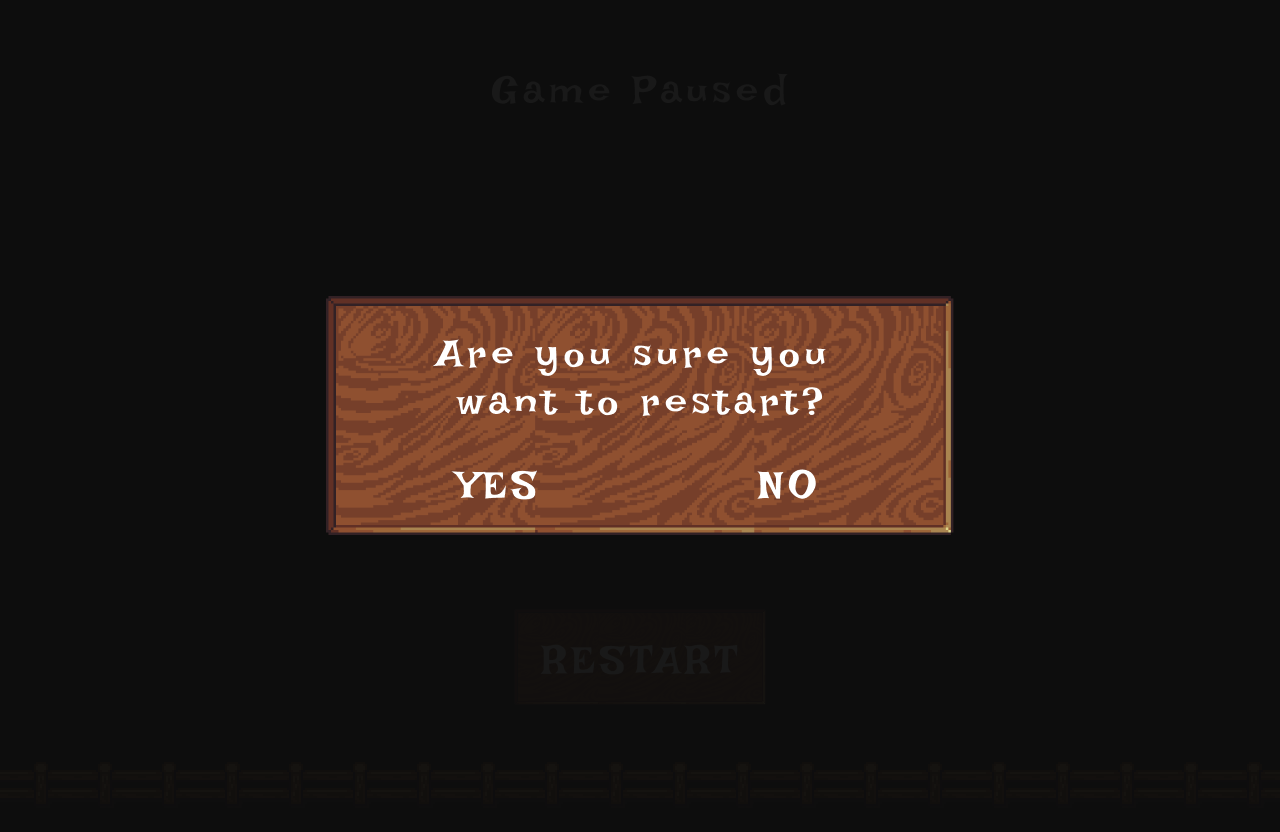 Game Paused
Are you sure you
want to restart?
YES NO
RESTART